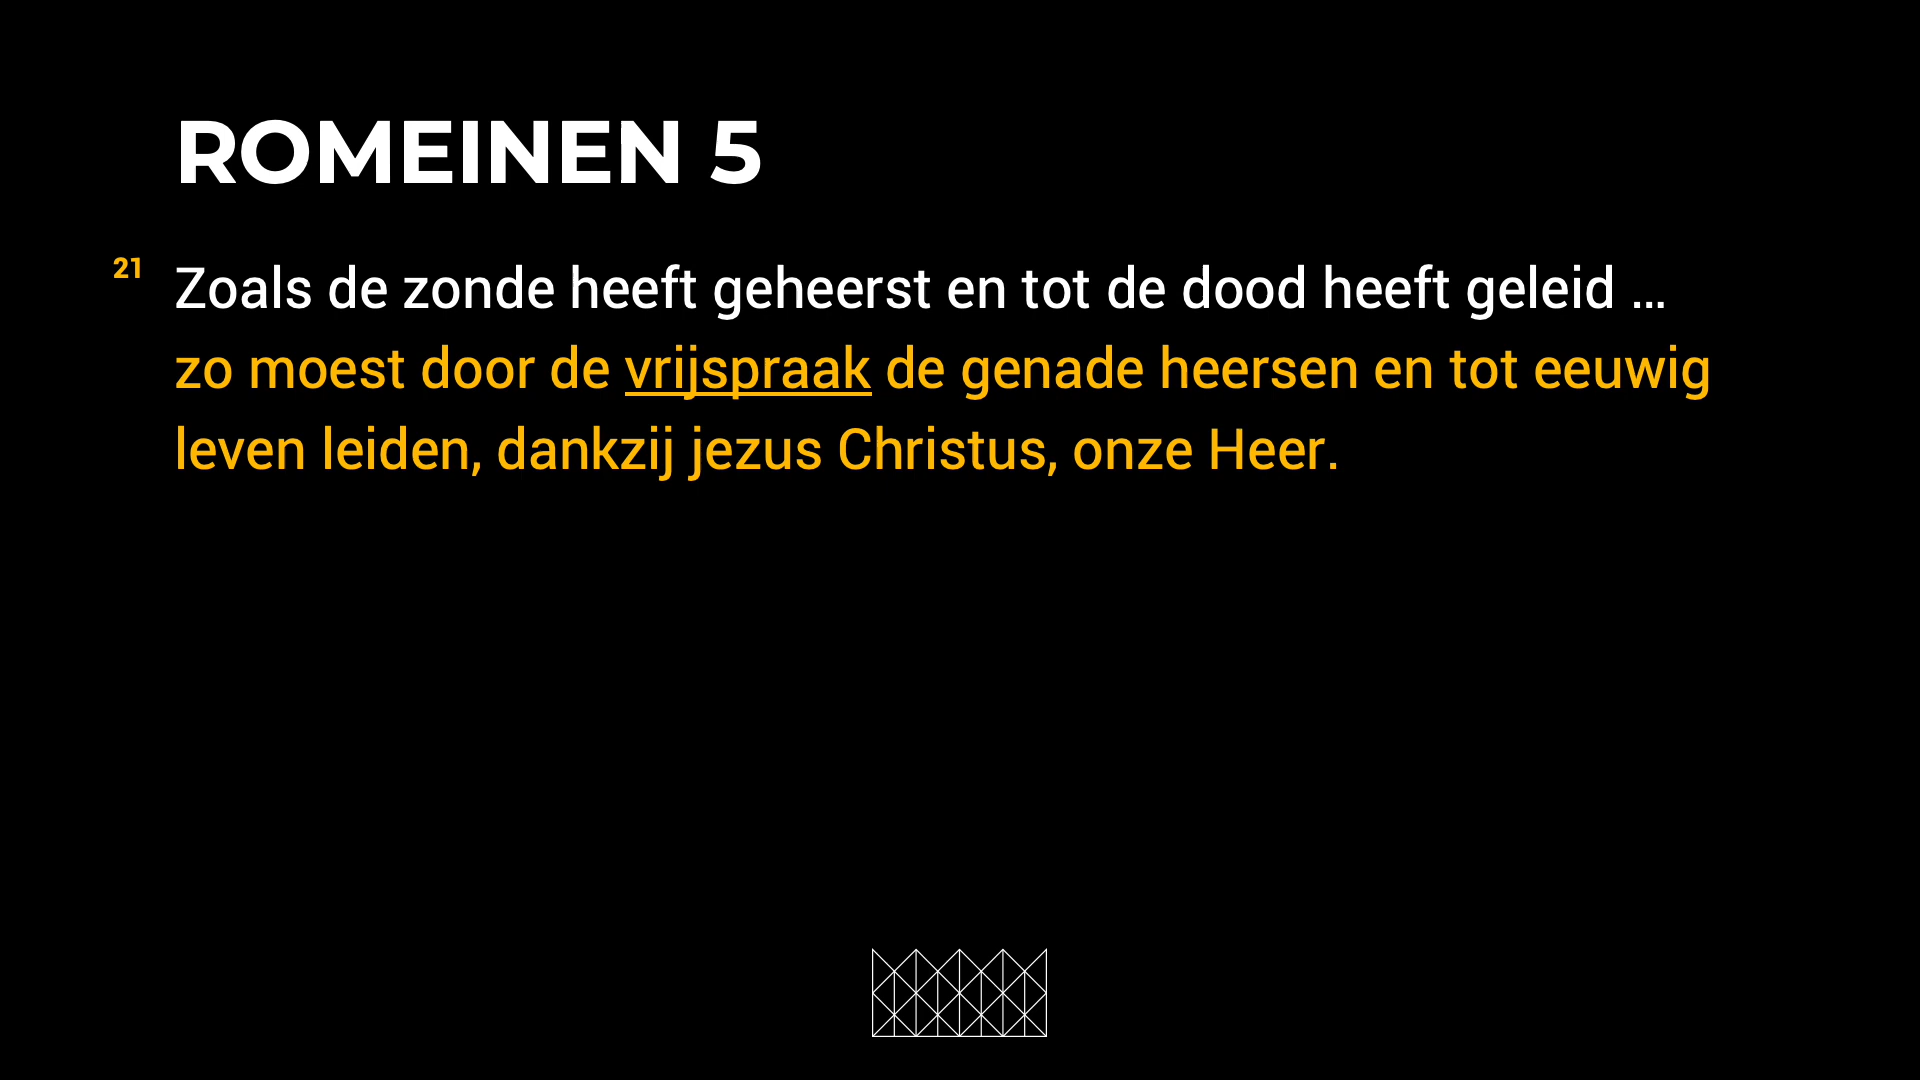 ROMEINEN 5
21 Zoals de zonde heeft geheerst en tot de dood heeft geleid ...
zo moest door de vrijspraak de genade heersen en tot eeuwig
leven leiden, dankzij jezus Christus, onze Heer.